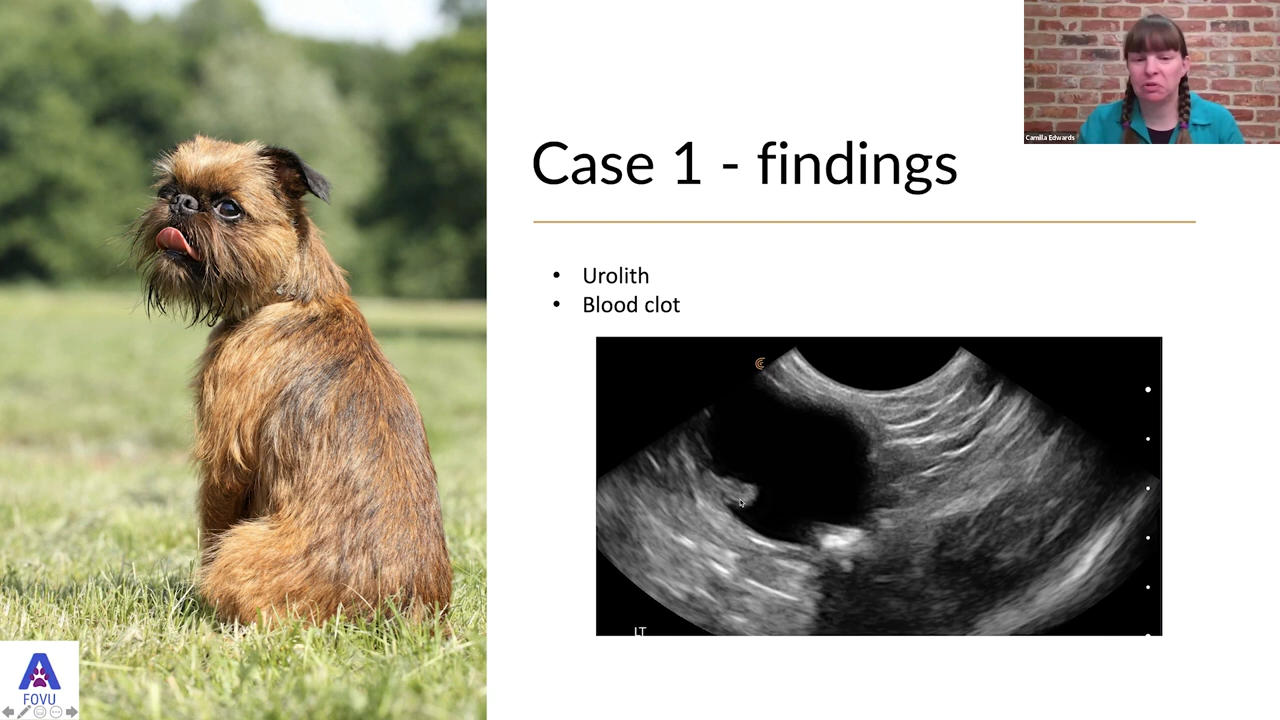 Camilla Edwards
Case 1 - findings
• Urolith
• Blood clot
LT
FOVU